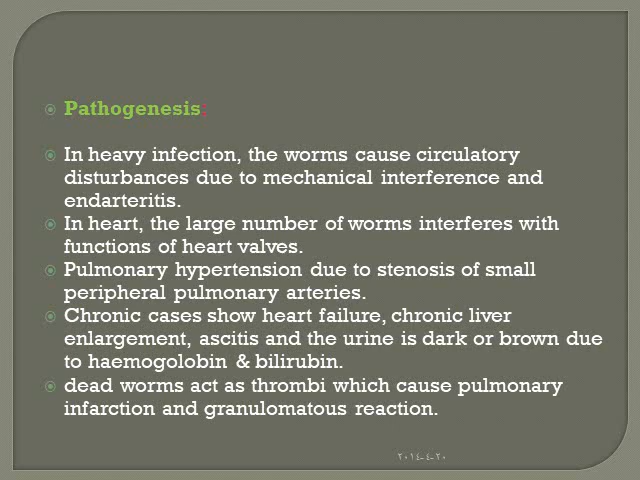 Pathogenesis:
In heavy infection, the worms cause circulatory
disturbances due to mechanical interference and
endarteritis.
In heart, the large number of worms interferes with
functions of heart valves.
Pulmonary hypertension due to stenosis of small
peripheral pulmonary arteries.
Chronic cases show heart failure, chronic liver
enlargement, ascitis and the urine is dark or brown due
to haemogolobin & bilirubin.
dead worms act as thrombi which cause pulmonary
infarction and granulomatous reaction.
٢٠١٤-٤-٢٠